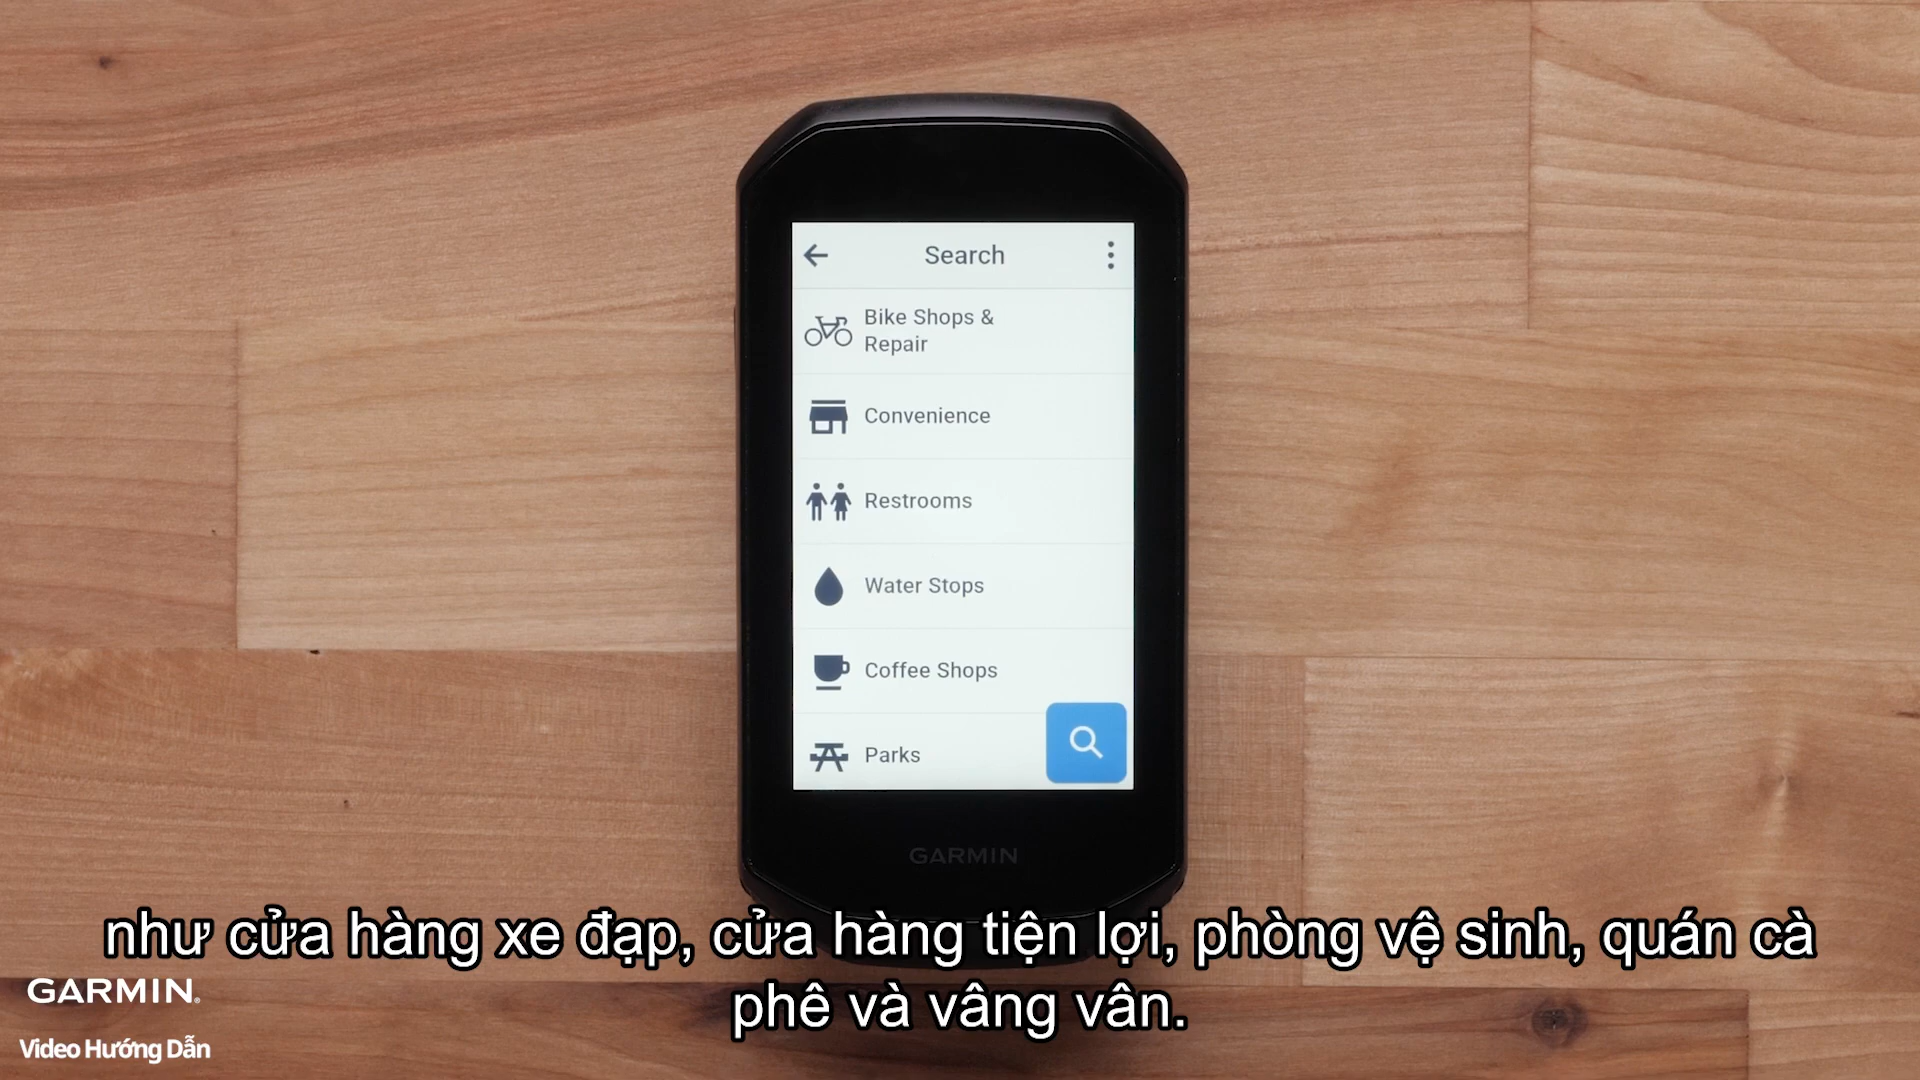 Search
Bike Shops &
Repair
Convenience
Restrooms
Water Stops
Coffee Shops
Parks
GARMIN
như cửa hàng xe đạp, cửa hàng tiện lợi, phòng vệ sinh, quán cà
phê và vâng vân.
GARMIN®
Video Hướng Dẫn